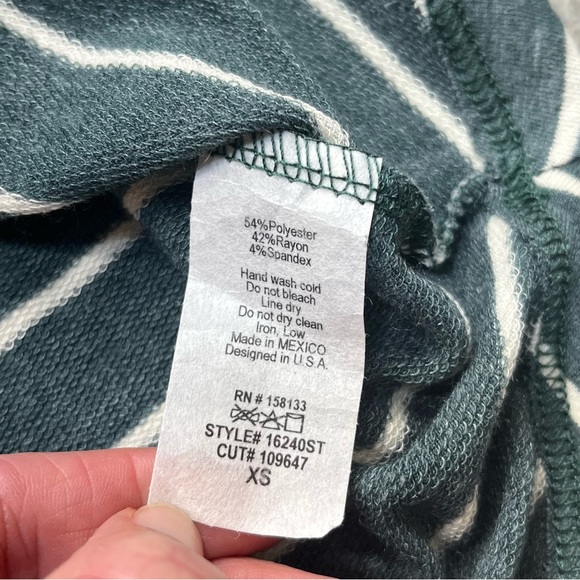 54%Polyester
42%Rayon
4%Spandex
Hand wash cold
Do not bleach
Line dry
Do not dry clean
Iron, Low
Made in MEXICO
Designed in U.S.A.
RN # 158133
STYLE# 16240ST
CUT# 109647
XS